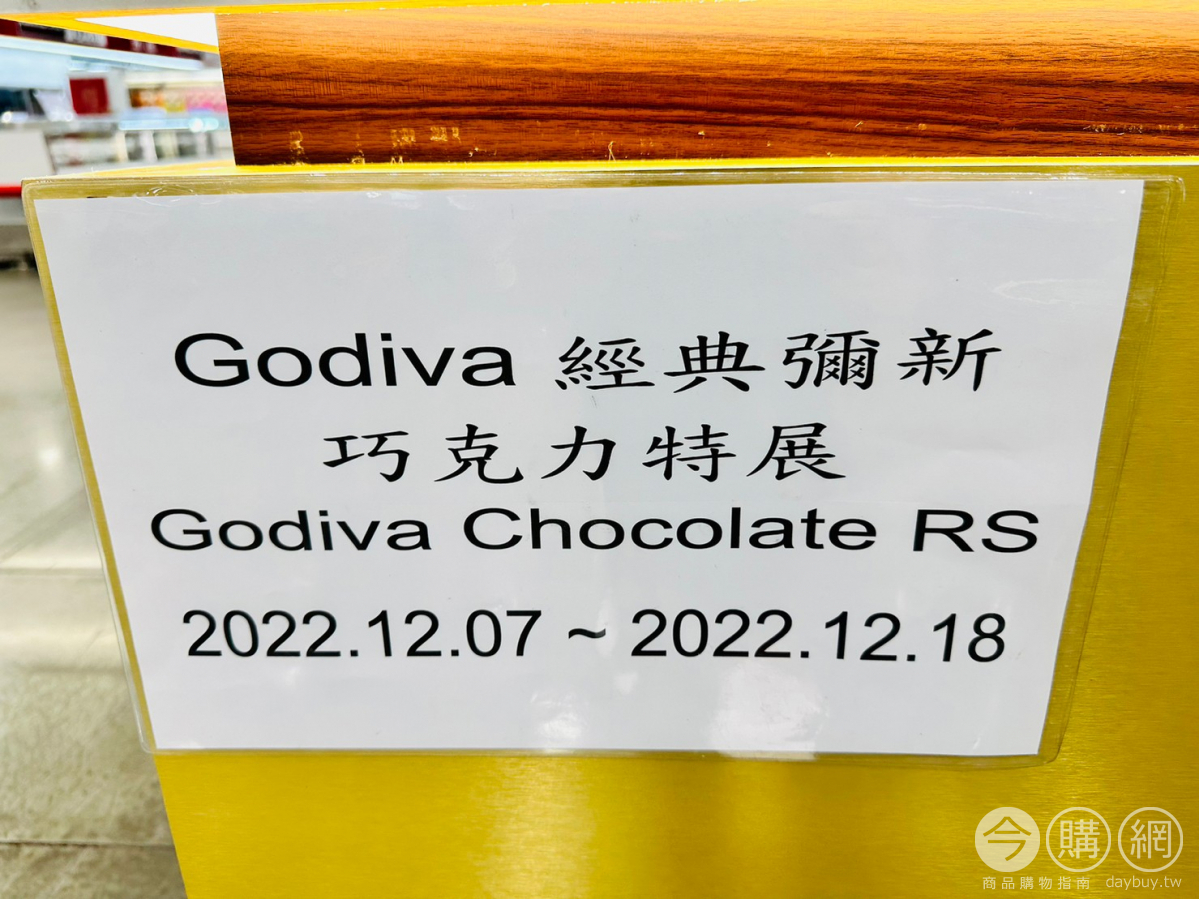 Godiva 經典彌新
巧克力特展
Godiva Chocolate RS
2022.12.07 ~ 2022.12.18
今購網
商品購物指南 daybuy.tw